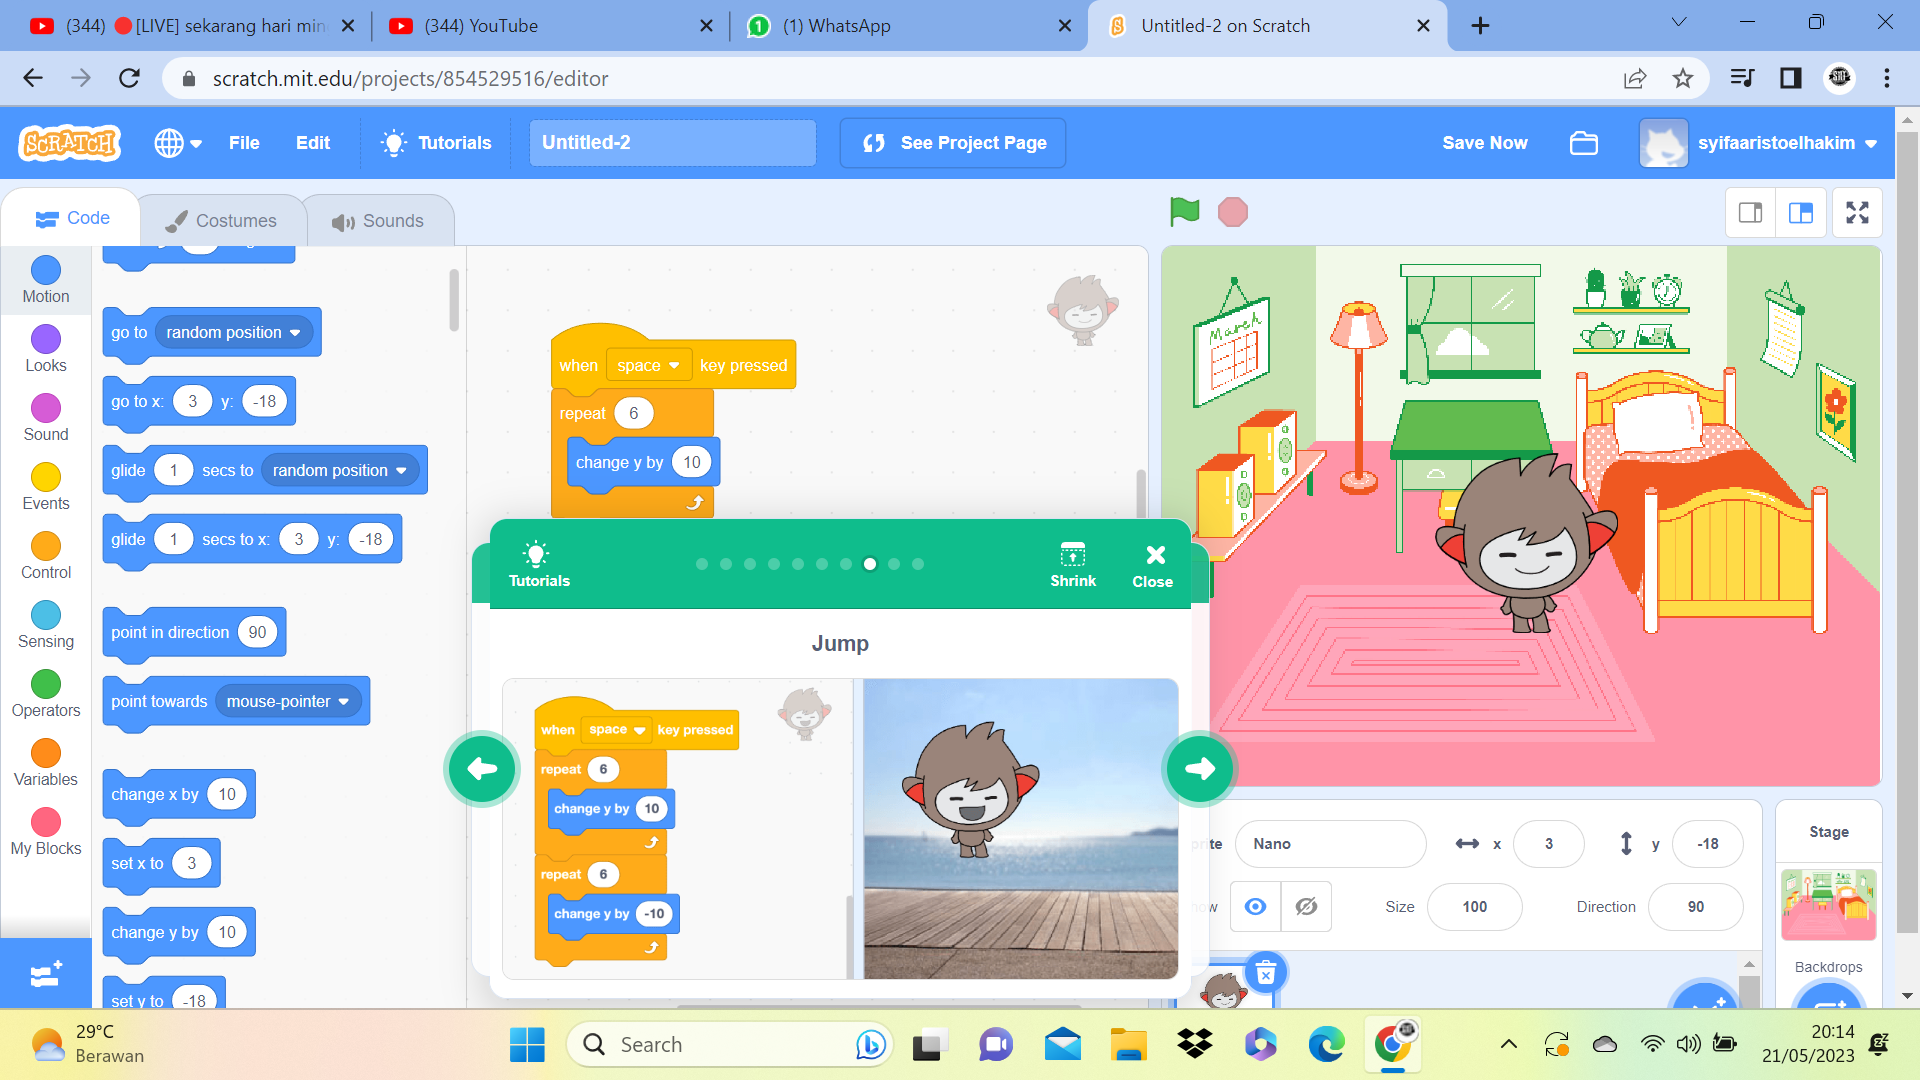 (344) [LIVE] sekarang hari min
(344) YouTube
(1) WhatsApp
Untitled-2 on Scratch
scratch.mit.edu/projects/854529516/editor
SCRATCH
File
Edit
Tutorials
Untitled-2
See Project Page
Save Now
syifaaristoelhakim
Code
Costumes
Sounds
Motion
Looks
Sound
Events
Control
Sensing
Operators
Variables
My Blocks
go to random position
go to x: 3 y: -18
glide 1 secs to random position
glide 1 secs to x: 3 y: -18
point in direction 90
point towards mouse-pointer
change x by 10
set x to 3
change y by 10
set y to -18
when space key pressed
repeat 6
change y by 10
Tutorials
Shrink
Close
Jump
when space key pressed
repeat 6
change y by 10
repeat 6
change y by -10
March
rite Nano x 3 y -18
ow Size 100 Direction 90
Stage
Backdrops
29°C
Berawan
Search
20:14
21/05/2023